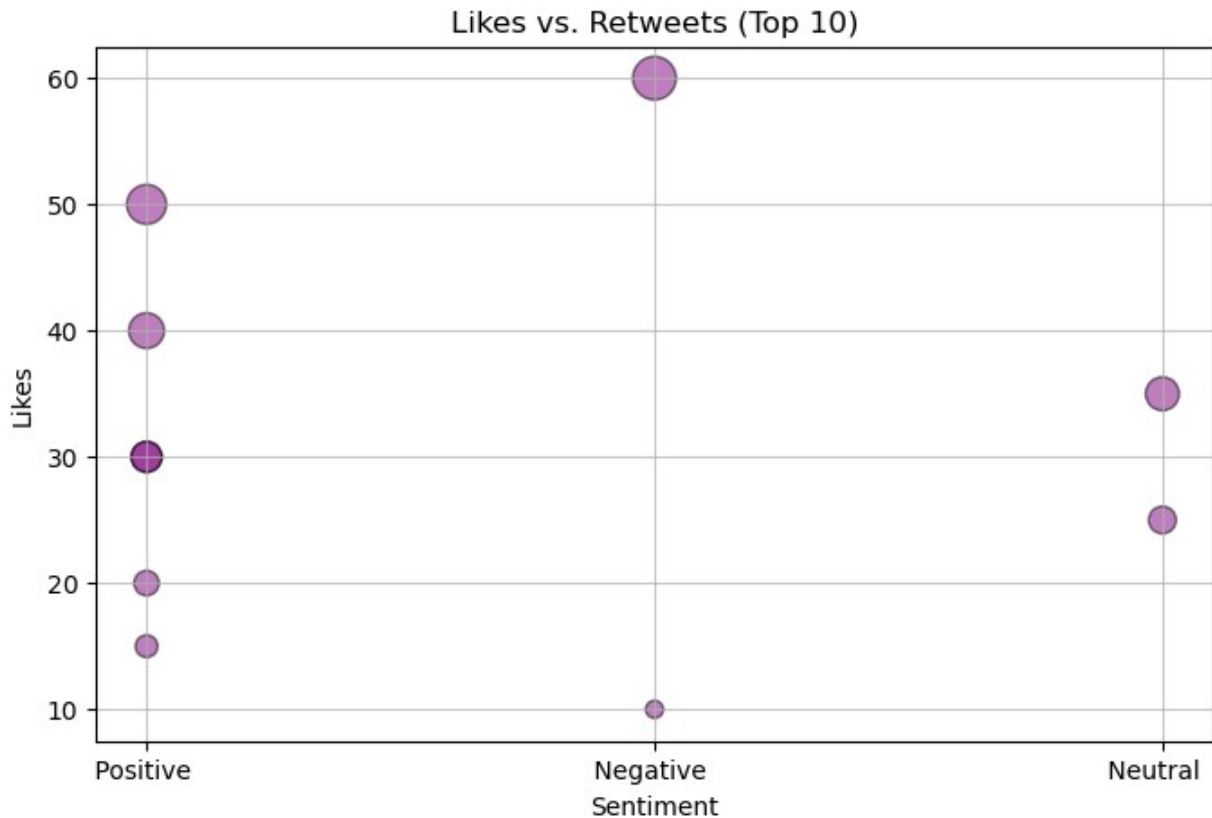 Likes vs. Retweets (Top 10)
60
50
40
30
20
10
Likes
Positive Negative Neutral
Sentiment